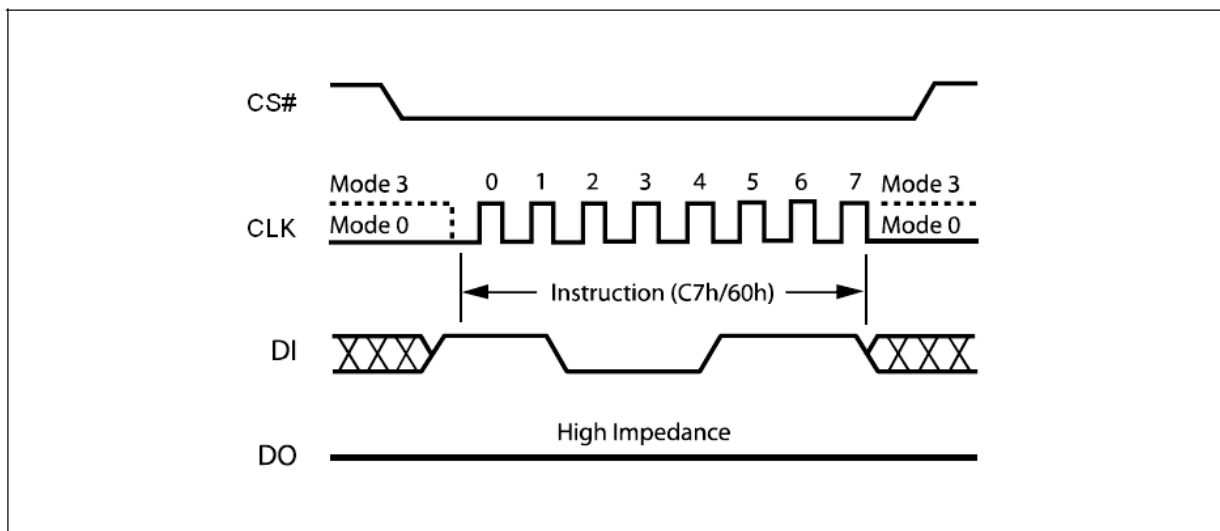 CS#
Mode 3 0 1 2 3 4 5 6 7 Mode 3
CLK Mode 0 Mode 0
Instruction (C7h/60h)
DI
High Impedance
DO